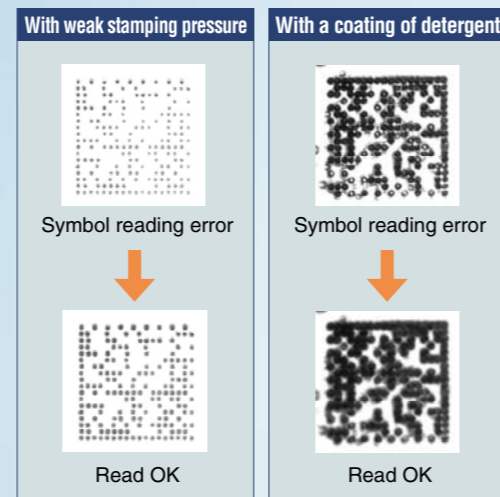 With weak stamping pressure
Symbol reading error
Read OK
With a coating of detergent
Symbol reading error
Read OK